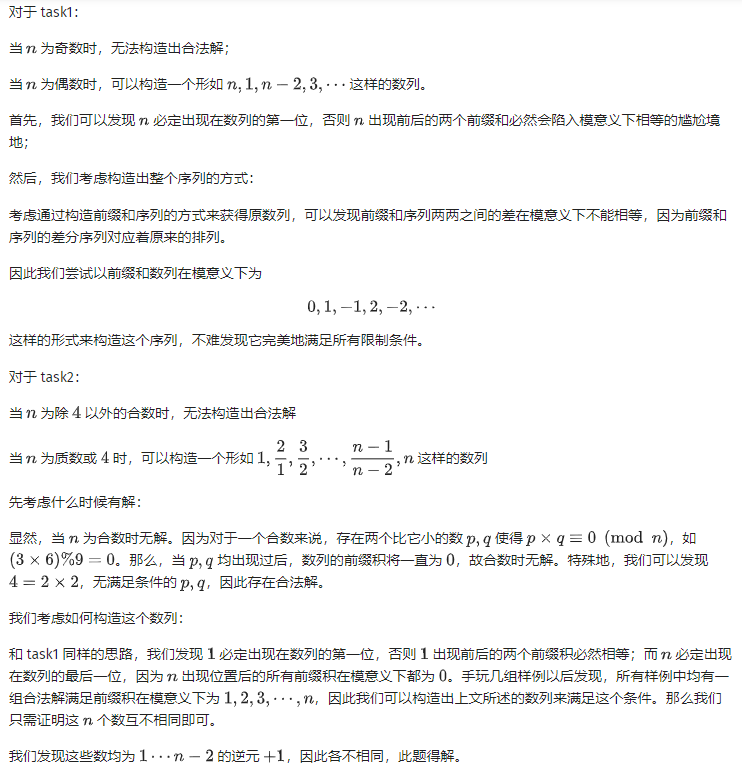 对于 task1：
当 n 为奇数时，无法构造出合法解；
当 n 为偶数时，可以构造一个形如 n, 1, n − 2, 3, ⋯ 这样的数列。
首先，我们可以发现 n 必定出现在数列的第一位，否则 n 出现前后的两个前缀和必然会陷入模意义下相等的尴尬境
地；
然后，我们考虑构造出整个序列的方式：
考虑通过构造前缀和序列的方式来获得原数列，可以发现前缀和序列两两之间的差在模意义下不能相等，因为前缀和
序列的差分序列对应着原来的排列。
因此我们尝试以前缀和数列在模意义下为
0, 1, −1, 2, −2, ⋯
这样的形式来构造这个序列，不难发现它完美地满足所有限制条件。
对于 task2：
当 n 为除 4 以外的合数时，无法构造出合法解
当 n 为质数或 4 时，可以构造一个形如 1, 2/1, 3/2, ⋯, n−1/n−2, n 这样的数列
先考虑什么时候有解：
显然，当 n 为合数时无解。因为对于一个合数来说，存在两个比它小的数 p, q 使得 p × q ≡ 0 (mod n)，如
(3 × 6)%9 = 0。那么，当 p, q 均出现过后，数列的前缀积将一直为 0，故合数时无解。特殊地，我们可以发现
4 = 2 × 2，无满足条件的 p, q，因此存在合法解。
我们考虑如何构造这个数列：
和 task1 同样的思路，我们发现 1 必定出现在数列的第一位，否则 1 出现前后的两个前缀积必然相等；而 n 必定出现
在数列的最后一位，因为 n 出现位置后的所有前缀积在模意义下都为 0。手玩几组样例以后发现，所有样例中均有一
组合法解满足前缀积在模意义下为 1, 2, 3, ⋯, n，因此我们可以构造出上文所述的数列来满足这个条件。那么我们
只需证明这 n 个数互不相同即可。
我们发现这些数均为 1 ⋯ n − 2 的逆元 +1，因此各不相同，此题得解。